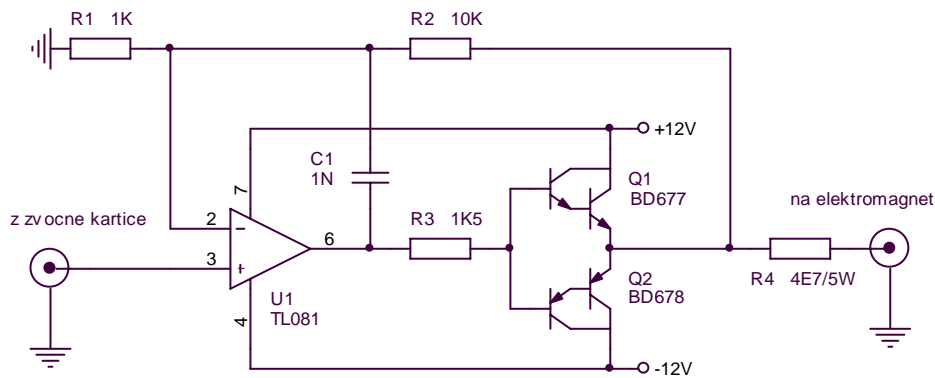 R1 1K
R2 10K
+12V
C1
1N
7
Q1
BD677
z zvocne kartice
na elektromagnet
2
6
R3 1K5
3
Q2
BD678
R4 4E7/5W
U1
TL081
4
-12V